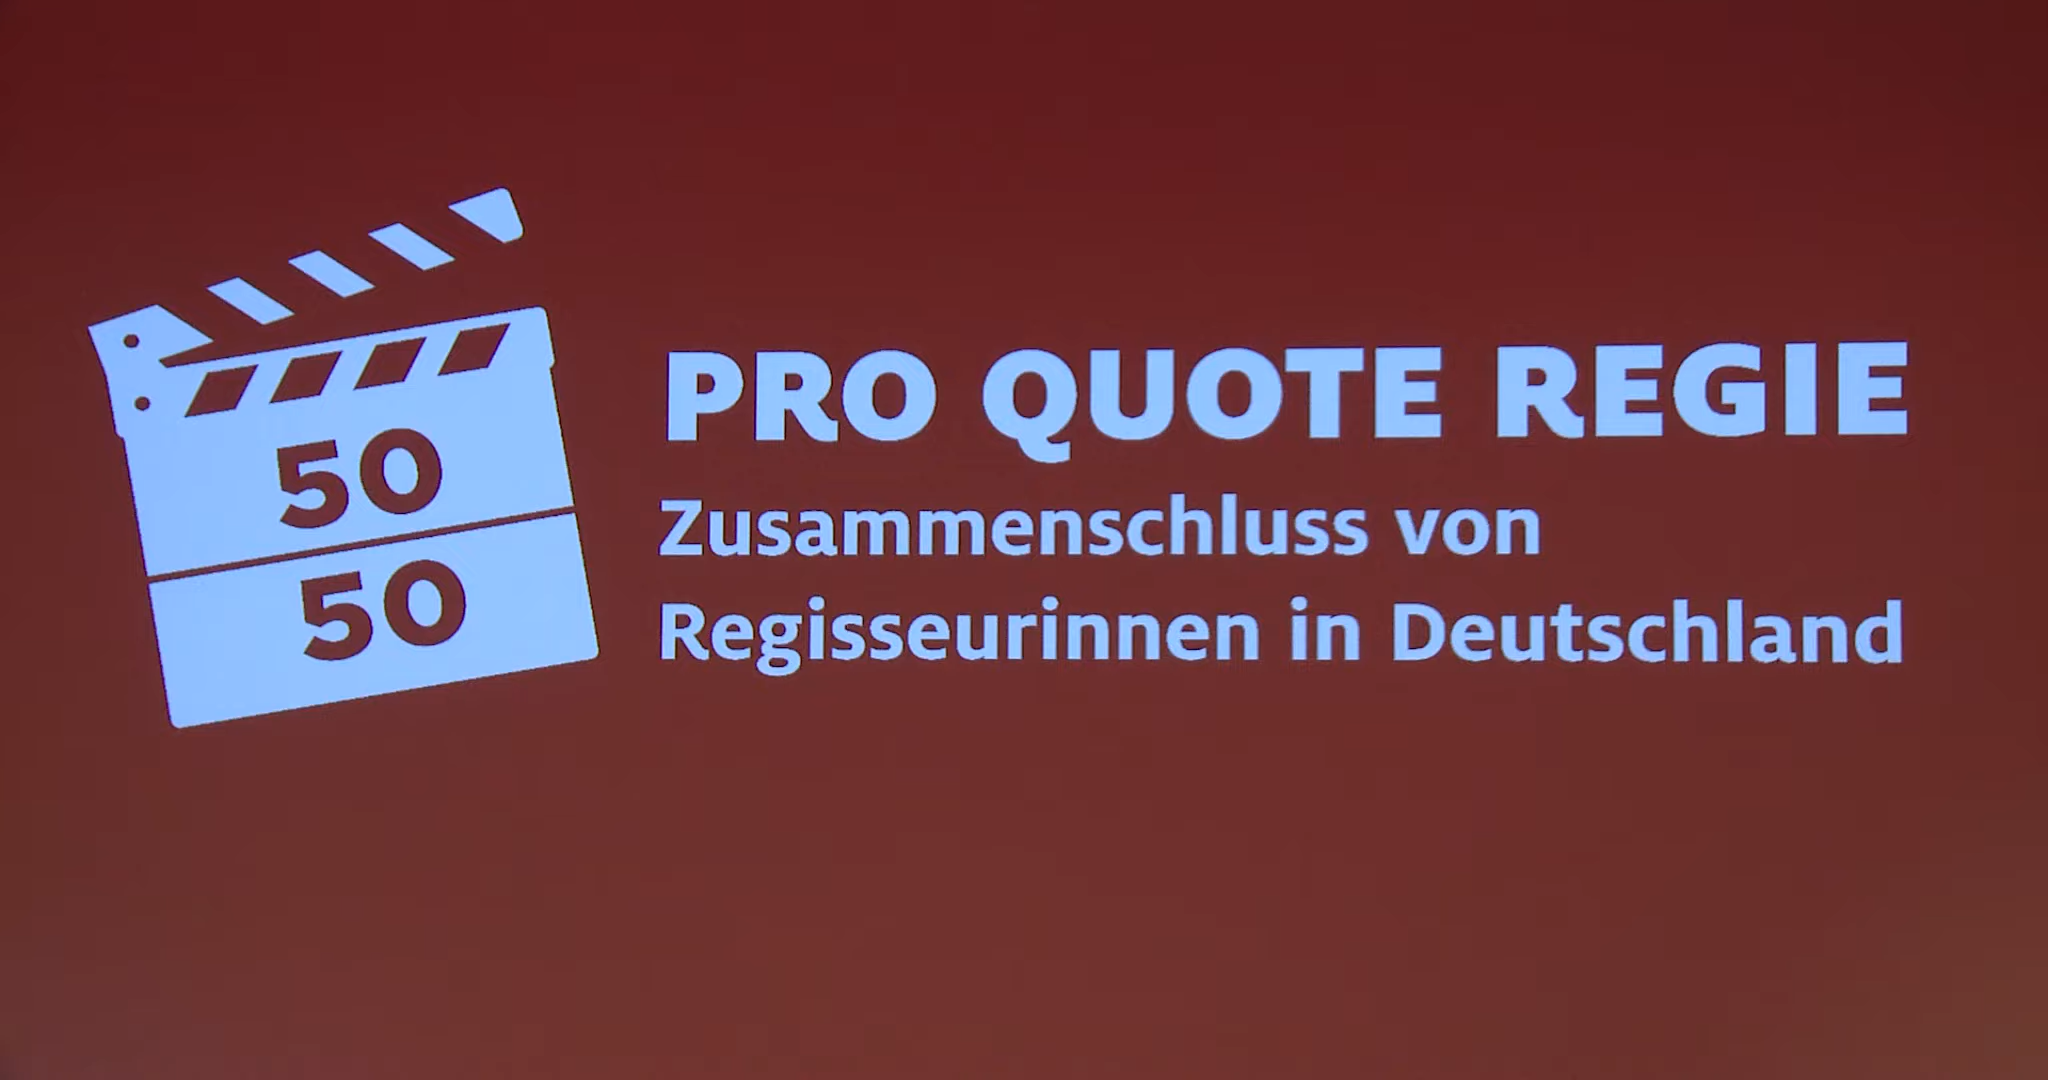 50
50
PRO QUOTE REGIE
Zusammenschluss von
Regisseurinnen in Deutschland